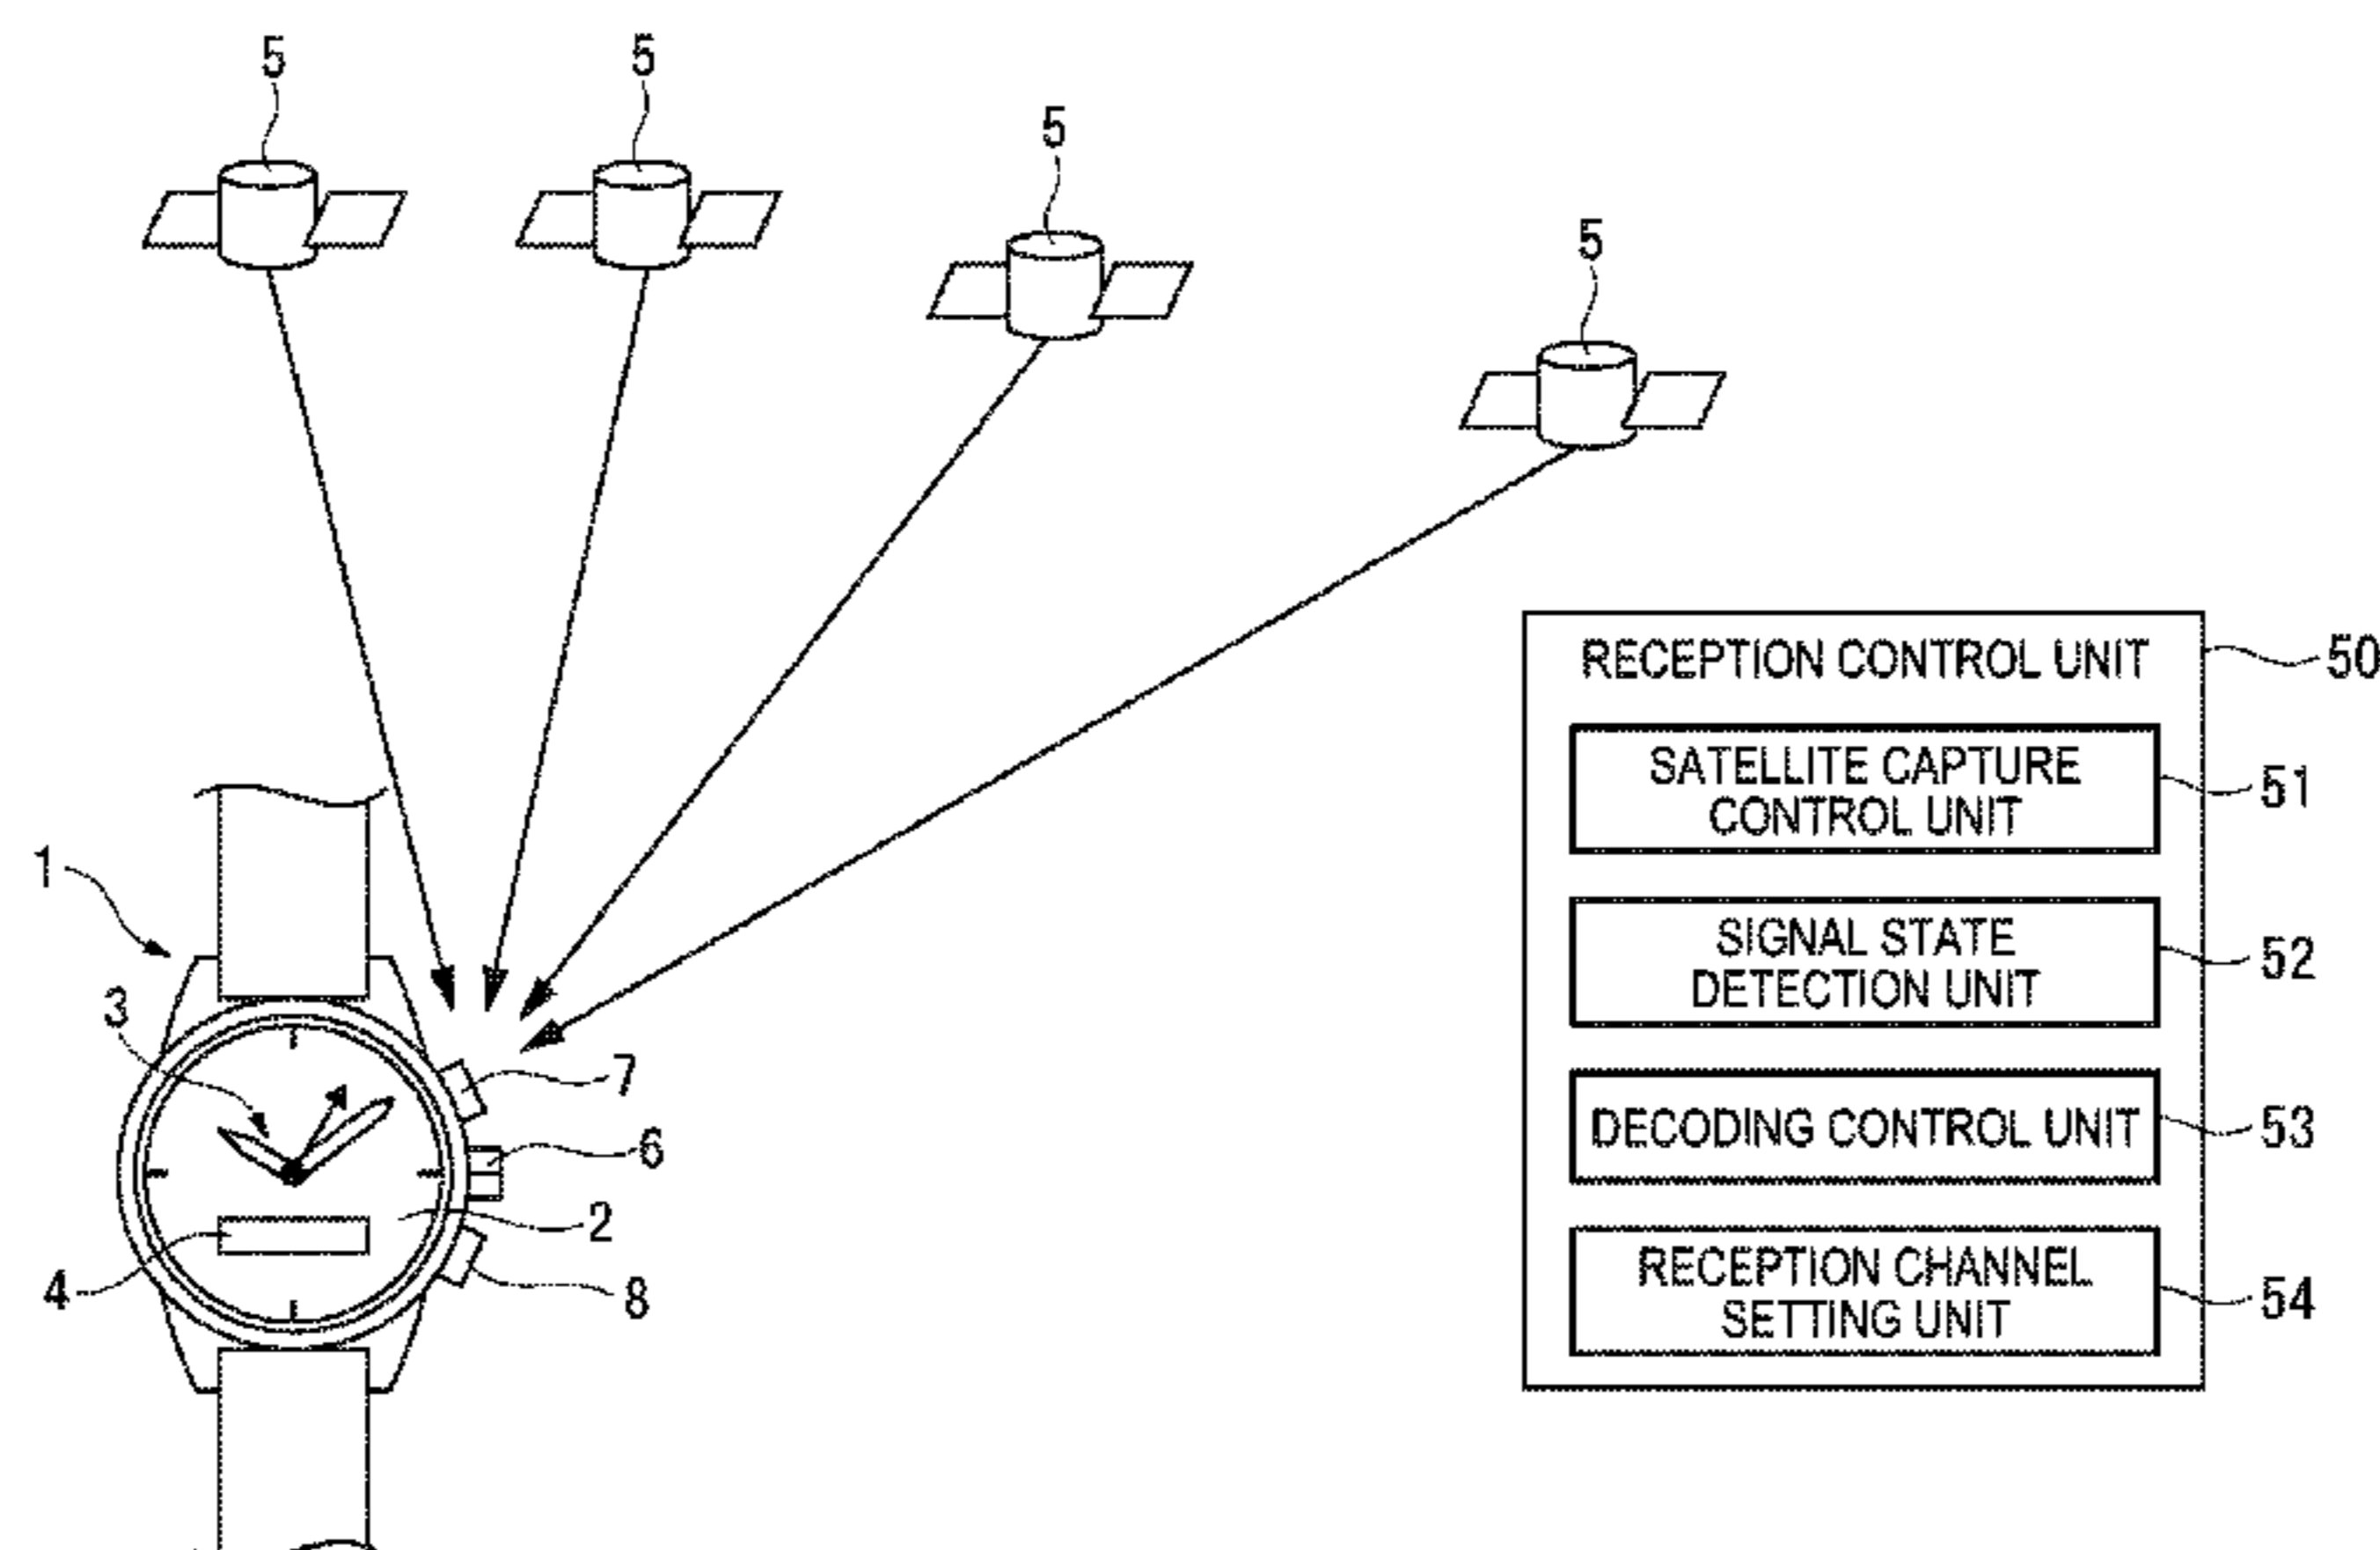 5
5
5
5
RECEPTION CONTROL UNIT
50
SATELLITE CAPTURE
CONTROL UNIT
51
SIGNAL STATE
DETECTION UNIT
52
DECODING CONTROL UNIT
53
RECEPTION CHANNEL
SETTING UNIT
54
1
3
7
6
2
4
8